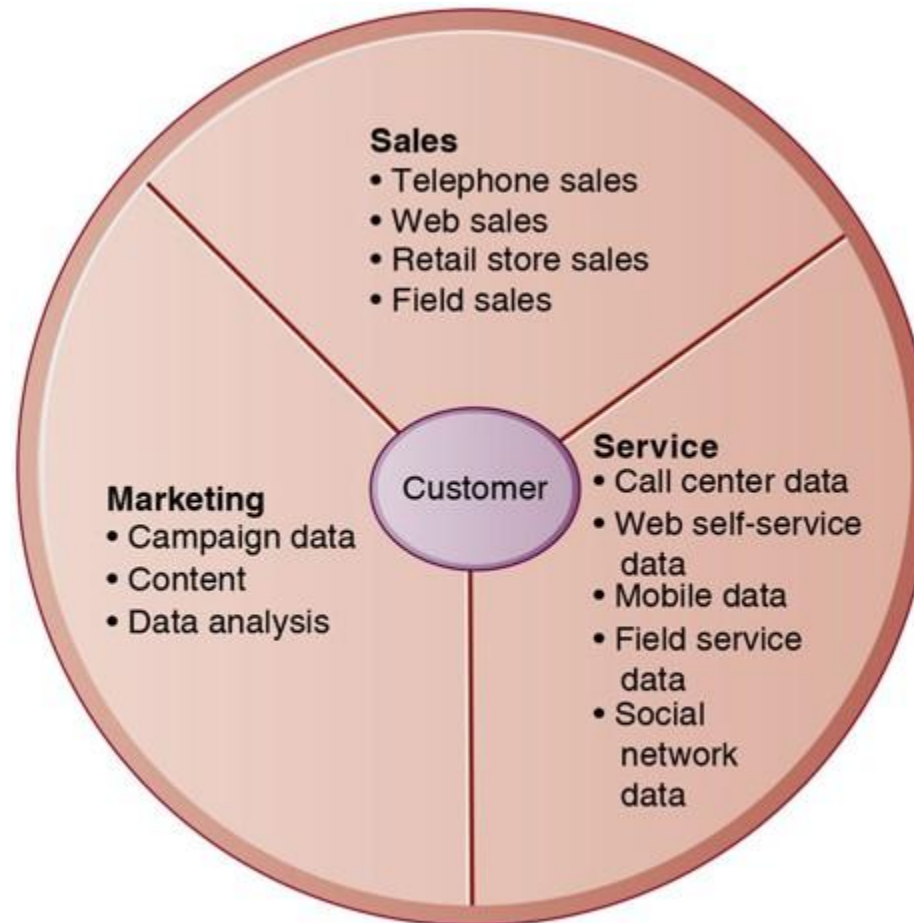 Sales
• Telephone sales
• Web sales
• Retail store sales
• Field sales
Customer
Marketing
• Campaign data
• Content
• Data analysis
Service
• Call center data
• Web self-service
data
• Mobile data
• Field service
data
• Social
network
data